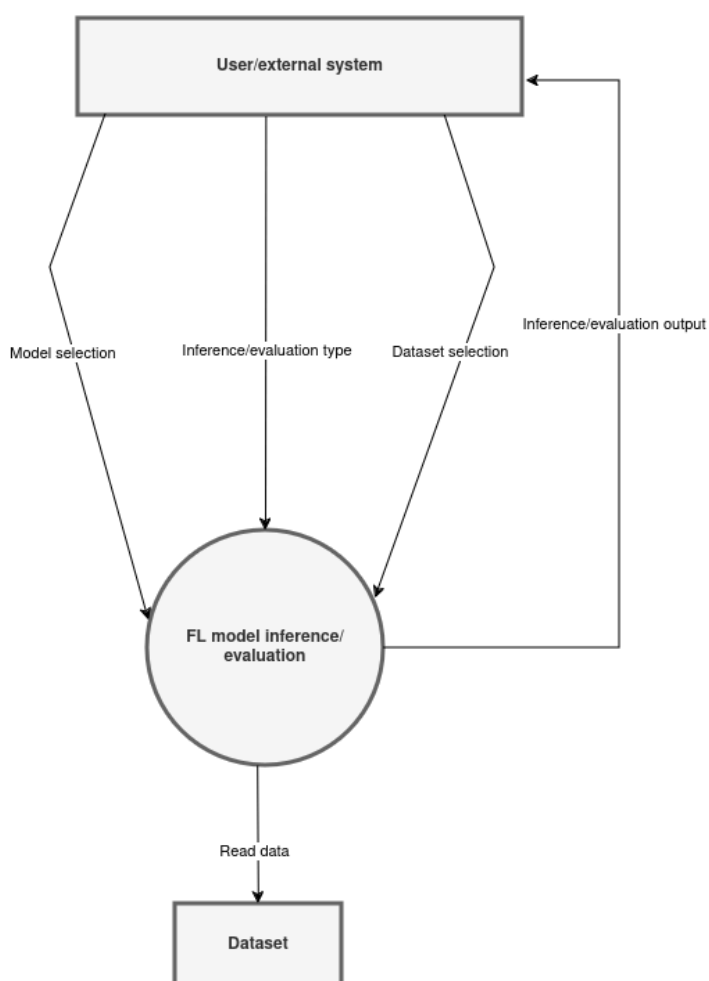 User/external system
Inference/evaluation output
Model selection
Inference/evaluation type
Dataset selection
FL model inference/
evaluation
Read data
Dataset